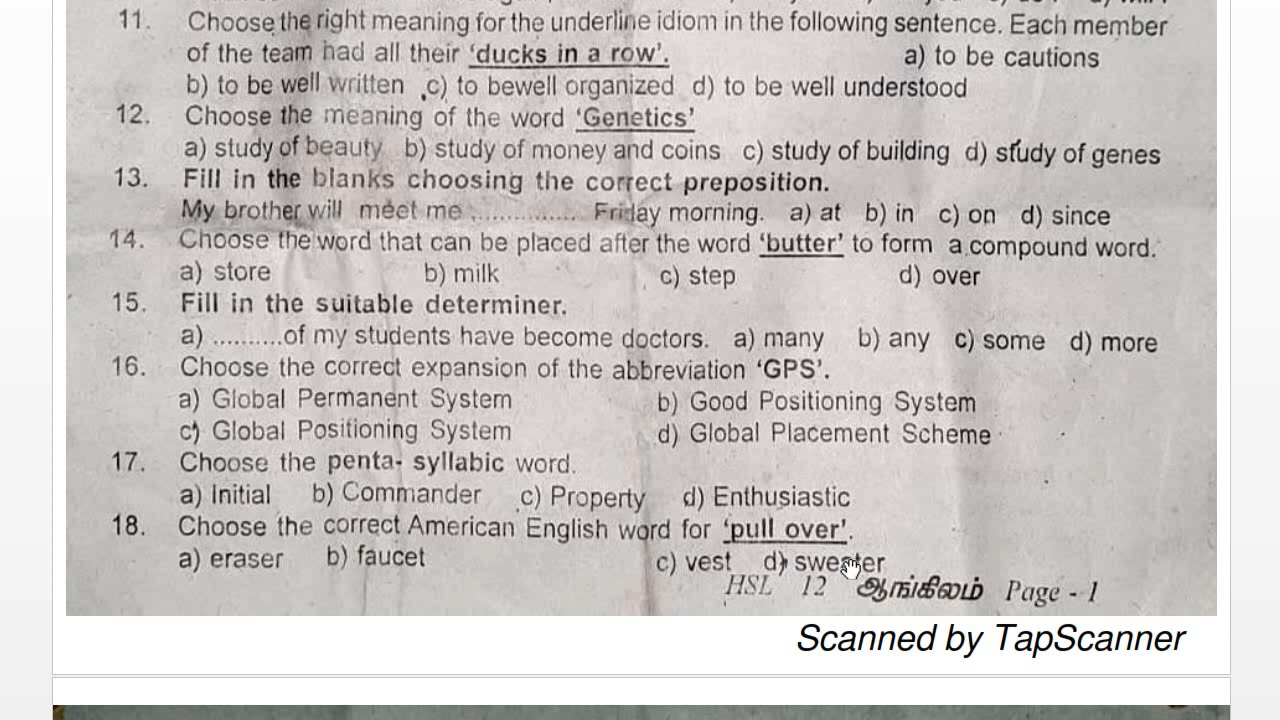 11. Choose the right meaning for the underline idiom in the following sentence. Each member
of the team had all their ‘ducks in a row’. a) to be cautions
b) to be well written c) to bewell organized d) to be well understood
12. Choose the meaning of the word ‘Genetics’
a) study of beauty b) study of money and coins c) study of building d) study of genes
13. Fill in the blanks choosing the correct preposition.
My brother will meet me ............... Friday morning. a) at b) in c) on d) since
14. Choose the word that can be placed after the word ‘butter’ to form a compound word.
a) store b) milk c) step d) over
15. Fill in the suitable determiner.
a) ..........of my students have become doctors. a) many b) any c) some d) more
16. Choose the correct expansion of the abbreviation ‘GPS’.
a) Global Permanent System b) Good Positioning System
c) Global Positioning System d) Global Placement Scheme
17. Choose the penta- syllabic word.
a) Initial b) Commander c) Property d) Enthusiastic
18. Choose the correct American English word for ‘pull over’.
a) eraser b) faucet c) vest d) sweater
HSL 12 ஆங்கிலம் Page - 1
Scanned by TapScanner